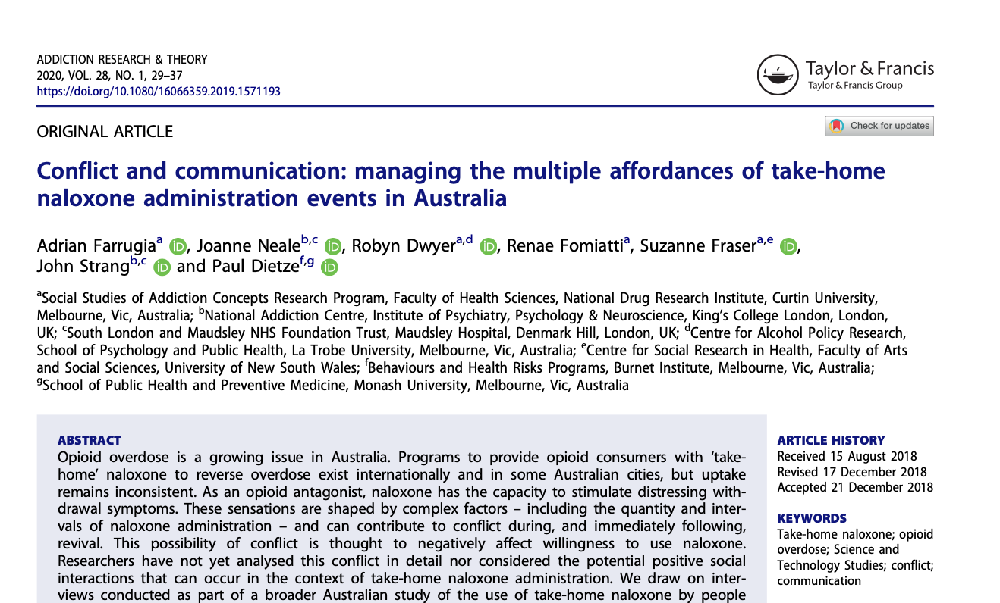 ADDICTION RESEARCH & THEORY
2020, VOL. 28, NO. 1, 29–37
https://doi.org/10.1080/16066359.2019.1571193
Taylor & Francis
Taylor & Francis Group
Check for updates
ORIGINAL ARTICLE
Conflict and communication: managing the multiple affordances of take-home
naloxone administration events in Australia
Adrian Farrugiaa iD, Joanne Nealeb,c iD, Robyn Dwyera,d iD, Renae Fomiattia, Suzanne Frasera,e iD,
John Strangb,c iD and Paul Dietzef,g iD
aSocial Studies of Addiction Concepts Research Program, Faculty of Health Sciences, National Drug Research Institute, Curtin University,
Melbourne, Vic, Australia; bNational Addiction Centre, Institute of Psychiatry, Psychology & Neuroscience, King's College London, London,
UK; cSouth London and Maudsley NHS Foundation Trust, Maudsley Hospital, Denmark Hill, London, UK; dCentre for Alcohol Policy Research,
School of Psychology and Public Health, La Trobe University, Melbourne, Vic, Australia; eCentre for Social Research in Health, Faculty of Arts
and Social Sciences, University of New South Wales; fBehaviours and Health Risks Programs, Burnet Institute, Melbourne, Vic, Australia;
gSchool of Public Health and Preventive Medicine, Monash University, Melbourne, Vic, Australia
ABSTRACT
Opioid overdose is a growing issue in Australia. Programs to provide opioid consumers with 'take-
home' naloxone to reverse overdose exist internationally and in some Australian cities, but uptake
remains inconsistent. As an opioid antagonist, naloxone has the capacity to stimulate distressing with-
drawal symptoms. These sensations are shaped by complex factors – including the quantity and inter-
vals of naloxone administration – and can contribute to conflict during, and immediately following,
revival. This possibility of conflict is thought to negatively affect willingness to use naloxone.
Researchers have not yet analysed this conflict in detail nor considered the potential positive social
interactions that can occur in the context of take-home naloxone administration. We draw on inter-
views conducted as part of a broader Australian study of the use of take-home naloxone by people
ARTICLE HISTORY
Received 15 August 2018
Revised 17 December 2018
Accepted 21 December 2018
KEYWORDS
Take-home naloxone; opioid
overdose; Science and
Technology Studies; conflict;
communication